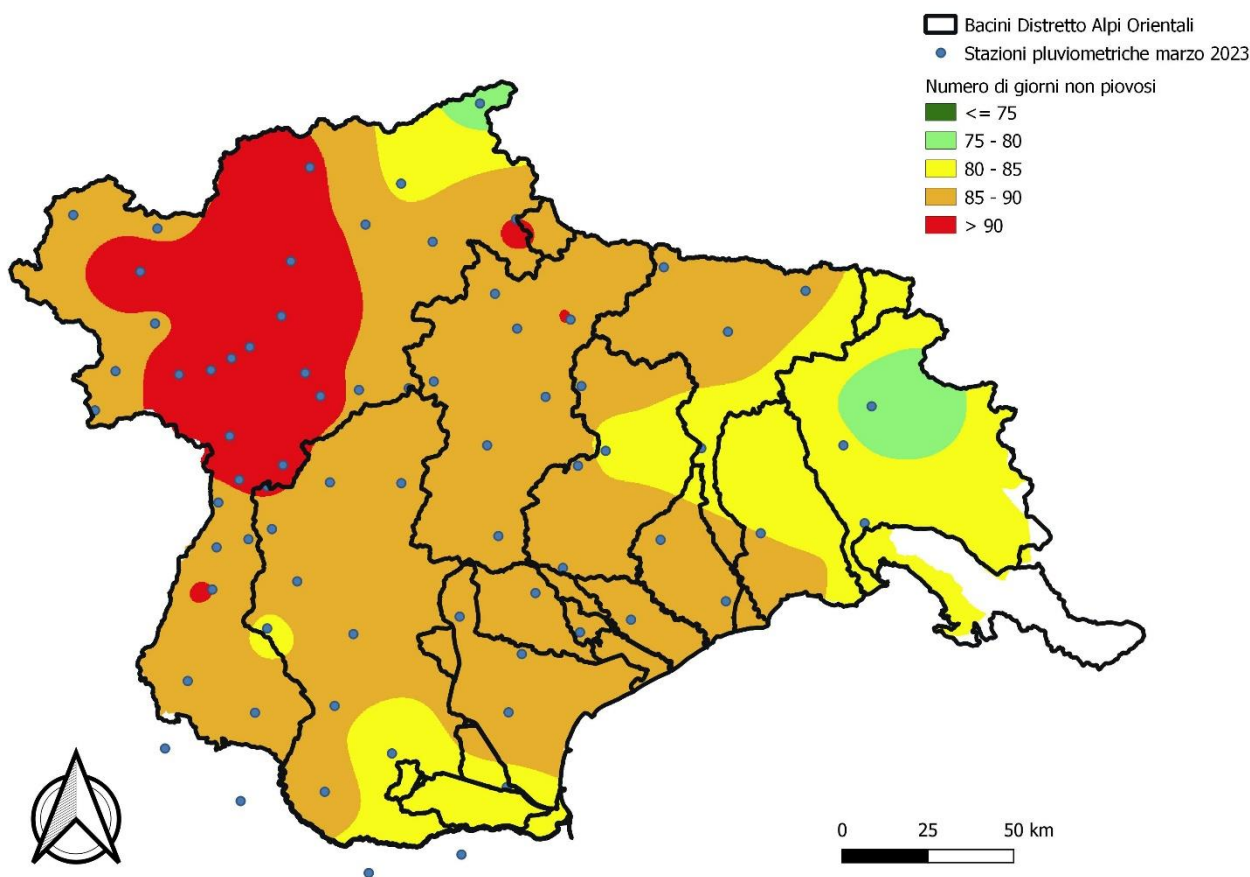 Bacini Distretto Alpi Orientali
Stazioni pluviometriche marzo 2023
Numero di giorni non piovosi
<= 75
75 - 80
80 - 85
85 - 90
> 90
0 25 50 km